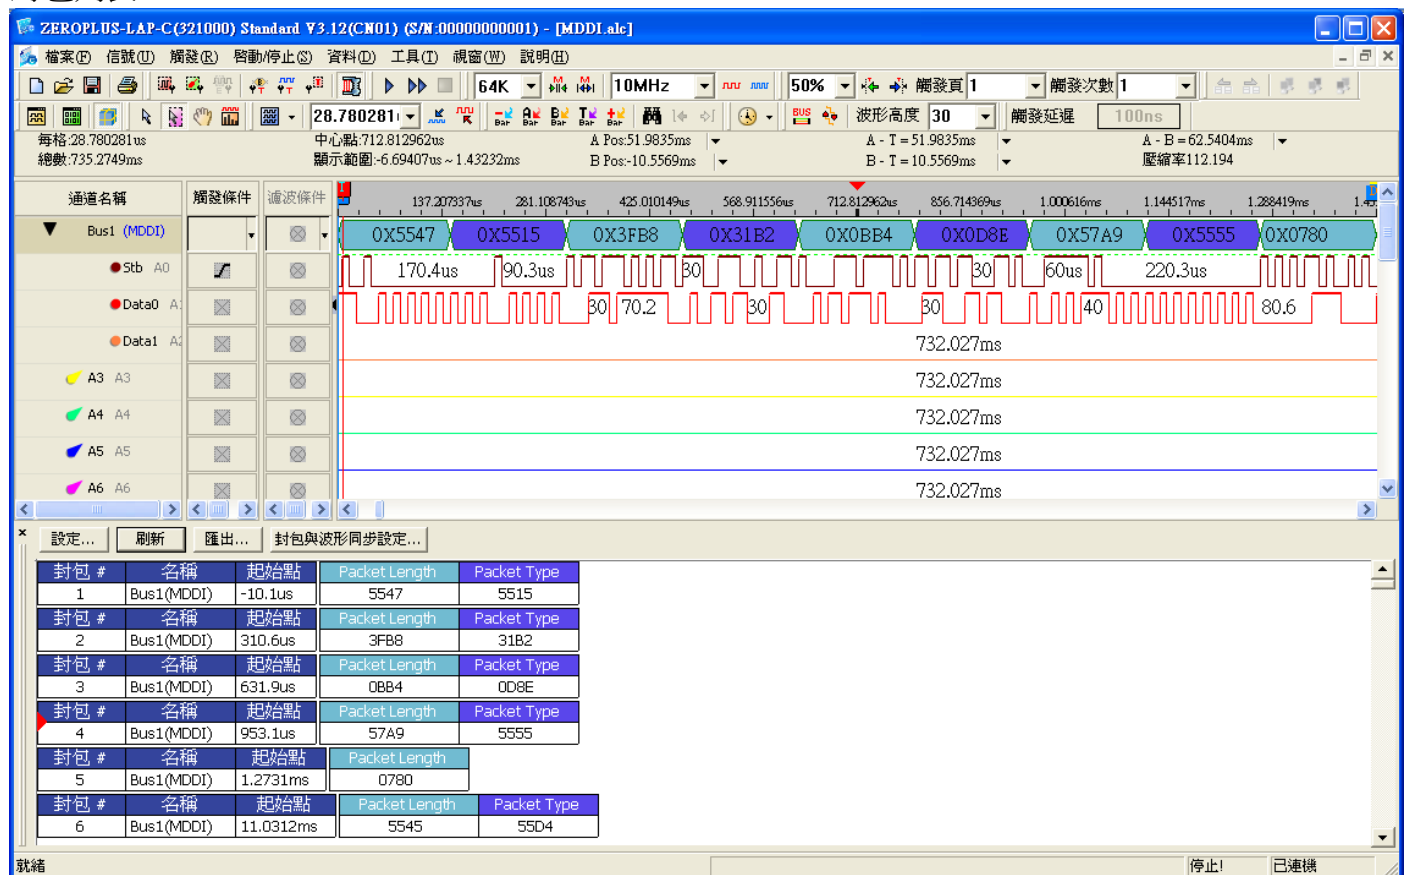 ZEROPLUS-LAP-C(321000) Standard V3.12(CN01) (S/N:00000000001) - [MDDI.alc]
檔案(F) 信號(U) 觸發(R) 啓動/停止(S) 資料(D) 工具(T) 視窗(W) 說明(H)
64K 10MHz 50% 觸發頁 1 觸發次數 1
28.780281 BUS 波形高度 30 觸發延遲 100ns
每格:28.780281us 中心點:712.812962us A Pos:51.9835ms A - T = 51.9835ms A - B = 62.5404ms
總數:735.2749ms 顯示範圍:-6.69407us ~ 1.43232ms B Pos:-10.5569ms B - T = 10.5569ms 壓縮率112.194
通道名稱 觸發條件 濾波條件 137.207337us 281.108743us 425.010149us 568.911556us 712.812962us 856.714369us 1.000616ms 1.144517ms 1.288419ms
Bus1 (MDDI) 0X5547 0X5515 0X3FB8 0X31B2 0X0BB4 0X0D8E 0X57A9 0X5555 0X0780
Stb A0 170.4us 90.3us 30 30 60us 220.3us
Data0 30 70.2 30 30 40 80.6
Data1 732.027ms
A3 A3 732.027ms
A4 A4 732.027ms
A5 A5 732.027ms
A6 A6 732.027ms
設定... 刷新 匯出... 封包與波形同步設定...
封包 # 名稱 起始點 Packet Length Packet Type
1 Bus1(MDDI) -10.1us 5547 5515
封包 # 名稱 起始點 Packet Length Packet Type
2 Bus1(MDDI) 310.6us 3FB8 31B2
封包 # 名稱 起始點 Packet Length Packet Type
3 Bus1(MDDI) 631.9us 0BB4 0D8E
封包 # 名稱 起始點 Packet Length Packet Type
4 Bus1(MDDI) 953.1us 57A9 5555
封包 # 名稱 起始點 Packet Length
5 Bus1(MDDI) 1.2731ms 0780
封包 # 名稱 起始點 Packet Length Packet Type
6 Bus1(MDDI) 11.0312ms 5545 55D4
就緒 停止! 已連機